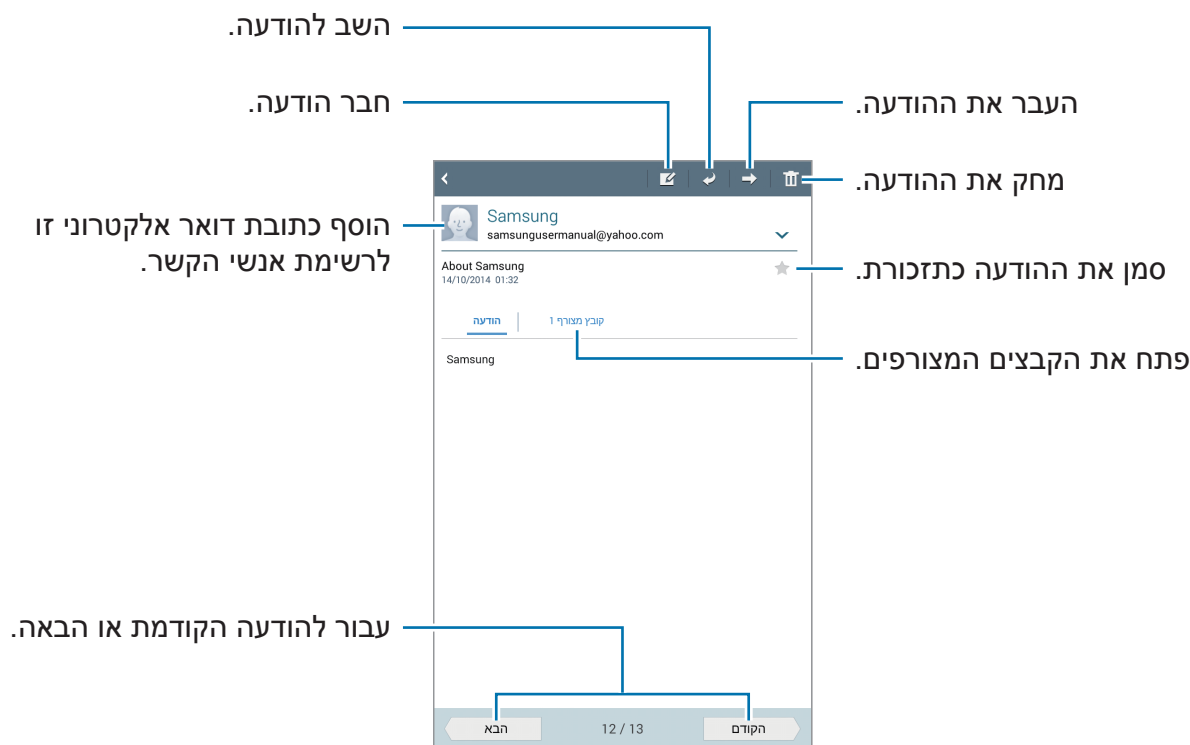 השב להודעה.
חבר הודעה.
העבר את ההודעה.
מחק את ההודעה.
הוסף כתובת דואר אלקטרוני זו
לרשימת אנשי הקשר.
Samsung
samsungusermanual@yahoo.com
About Samsung
14/10/2014 01:32
סמן את ההודעה כתזכורת.
קובץ מצורף 1
הודעה
Samsung
פתח את הקבצים המצורפים.
עבור להודעה הקודמת או הבאה.
הקודם
12 / 13
הבא